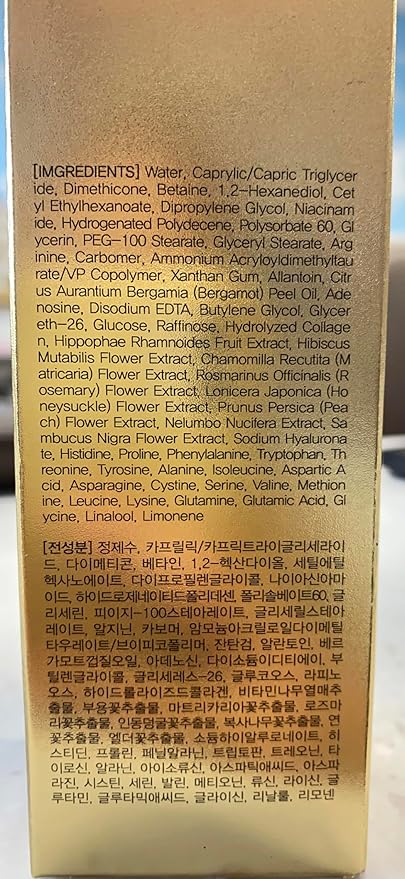 [IMGREDIENTS] Water, Caprylic/Capric Triglycer
ide, Dimethicone, Betaine, 1,2-Hexanediol, Cet
yl Ethylhexanoate, Dipropylene Glycol, Niacinam
ide, Hydrogenated Polydecene, Polysorbate 60, Gl
ycerin, PEG-100 Stearate, Glyceryl Stearate, Arg
inine, Carbomer, Ammonium Acryloyldimethyltau
rate/VP Copolymer, Xanthan Gum, Allantoin, Citr
us Aurantium Bergamia (Bergamot) Peel Oil, Ade
nosine, Disodium EDTA, Butylene Glycol, Glycer
eth-26, Glucose, Raffinose, Hydrolyzed Collage
n, Hippophae Rhamnoides Fruit Extract, Hibiscus
Mutabilis Flower Extract, Chamomilla Recutita (M
atricaria) Flower Extract, Rosmarinus Officinalis (R
osemary) Flower Extract, Lonicera Japonica (Ho
neysuckle) Flower Extract, Prunus Persica (Pea
ch) Flower Extract, Nelumbo Nucifera Extract, Sa
mbucus Nigra Flower Extract, Sodium Hyalurona
te, Histidine, Proline, Phenylalanine, Tryptophan, Th
reonine, Tyrosine, Alanine, Isoleucine, Aspartic A
cid, Asparagine, Cystine, Serine, Valine, Methion
ine, Leucine, Lysine, Glutamine, Glutamic Acid, Gl
ycine, Linalool, Limonene
[전성분] 정제수, 카프릴릭/카프릭트라이글리세라이
드, 다이메티콘, 베타인, 1,2-헥산다이올, 세틸에틸
헥사노에이트, 다이프로필렌글라이콜, 나이아신아마
이드, 하이드로제네이티드폴리데센, 폴리솔베이트60, 글
리세린, 피이지-100스테아레이트, 글리세릴스테아
레이트, 알지닌, 카보머, 암모늄아크릴로일다이메틸
타우레이트/브이피코폴리머, 잔탄검, 알란토인, 베르
가모트껍질오일, 아데노신, 다이소듐이디티에이, 부
틸렌글라이콜, 글리세레스-26, 글루코오스, 라피노
오스, 하이드롤라이즈드콜라겐, 비타민나무열매추
출물, 부용꽃추출물, 마트리카리아꽃추출물, 로즈마
리꽃추출물, 인동덩굴꽃추출물, 복사나무꽃추출물, 연
꽃추출물, 엘더꽃추출물, 소듐하이알루로네이트, 히
스티딘, 프롤린, 페닐알라닌, 트립토판, 트레오닌, 타
이로신, 알라닌, 아이소류신, 아스파틱애씨드, 아스파
라진, 시스틴, 세린, 발린, 메티오닌, 류신, 라이신, 글
루타민, 글루타믹애씨드, 글라이신, 리날룰, 리모넨